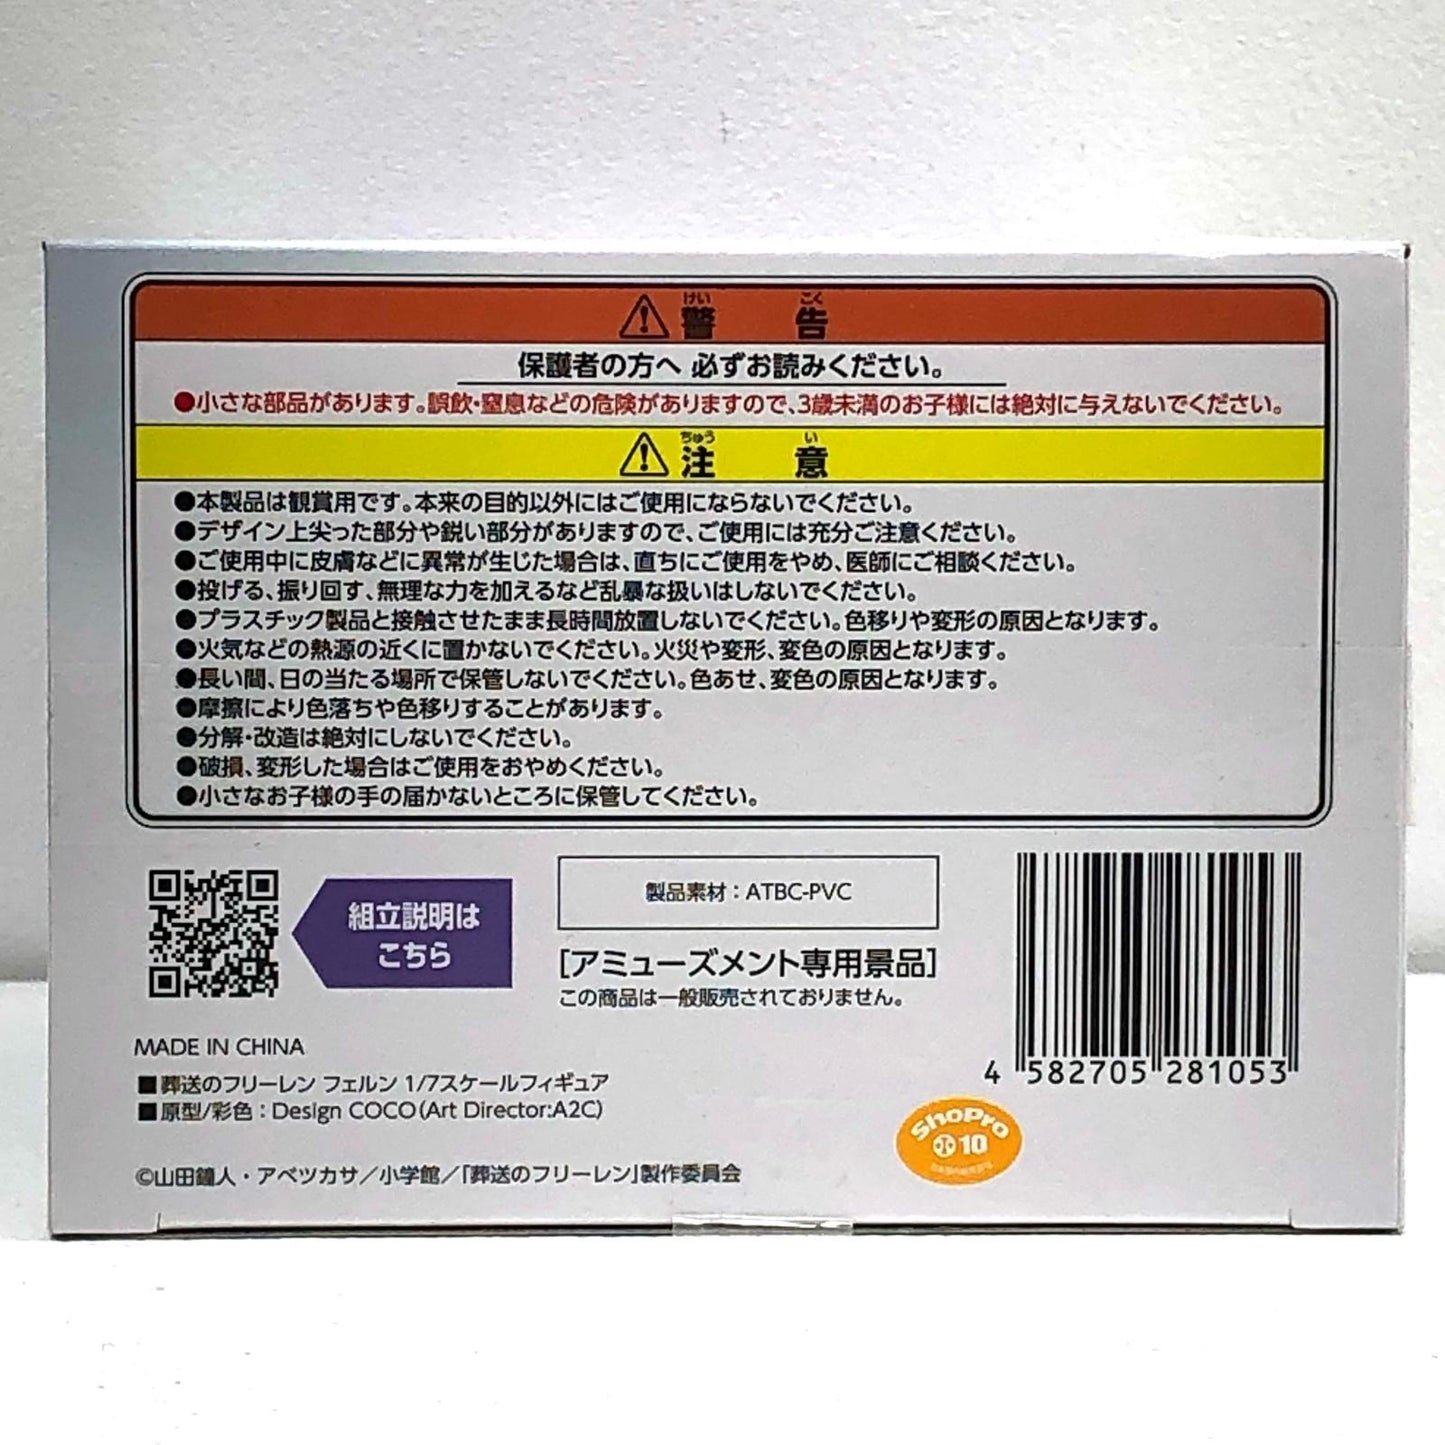 ⚠警告
けいこく
保護者の方へ 必ずお読みください。
●小さな部品があります。誤飲・窒息などの危険がありますので、3歳未満のお子様には絶対に与えないでください。
⚠注意
ちゅうい
●本製品は観賞用です。本来の目的以外にはご使用にならないでください。
●デザイン上尖った部分や鋭い部分がありますので、ご使用には充分ご注意ください。
●ご使用中に皮膚などに異常が生じた場合は、直ちにご使用をやめ、医師にご相談ください。
●投げる、振り回す、無理な力を加えるなど乱暴な扱いはしないでください。
●プラスチック製品と接触させたまま長時間放置しないでください。色移りや変形の原因となります。
●火気などの熱源の近くに置かないでください。火災や変形、変色の原因となります。
●長い間、日の当たる場所で保管しないでください。色あせ、変色の原因となります。
●摩擦により色落ちや色移りすることがあります。
●分解・改造は絶対にしないでください。
●破損、変形した場合はご使用をおやめください。
●小さなお子様の手の届かないところに保管してください。
組立説明は
こちら
製品素材：ATBC-PVC
[アミューズメント専用景品]
この商品は一般販売されておりません。
4 582705 281053
MADE IN CHINA
■葬送のフリーレン フェルン 1/7スケールフィギュア
■原型/彩色：Design COCO(Art Director:A2C)
ShoPro
10
©山田鐘人・アベツカサ／小学館／「葬送のフリーレン」製作委員会